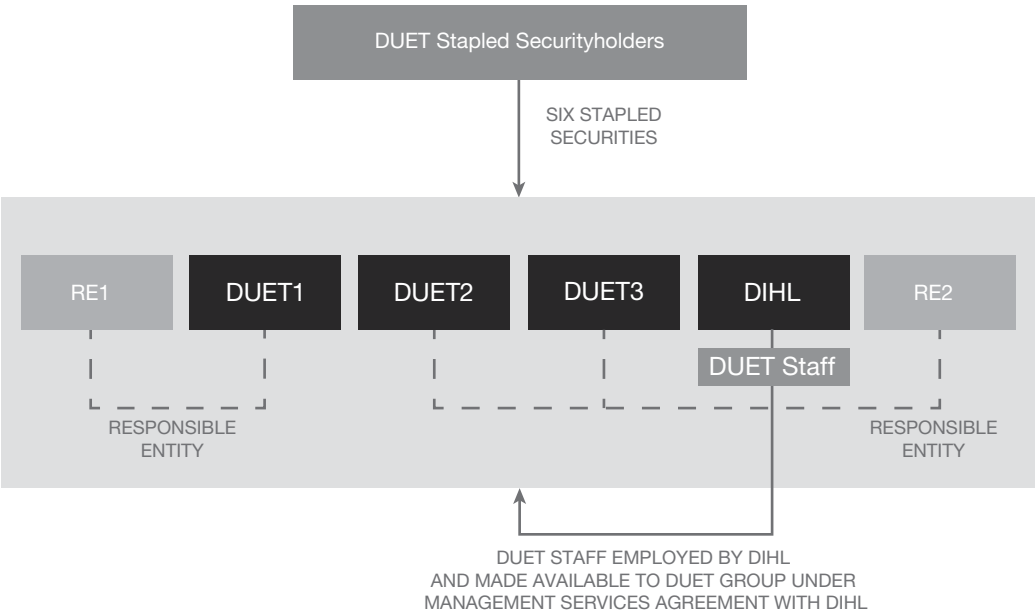 DUET Stapled Securityholders
SIX STAPLED
SECURITIES
RE1
DUET1
DUET2
DUET3
DIHL
RE2
DUET Staff
RESPONSIBLE
ENTITY
RESPONSIBLE
ENTITY
DUET STAFF EMPLOYED BY DIHL
AND MADE AVAILABLE TO DUET GROUP UNDER
MANAGEMENT SERVICES AGREEMENT WITH DIHL